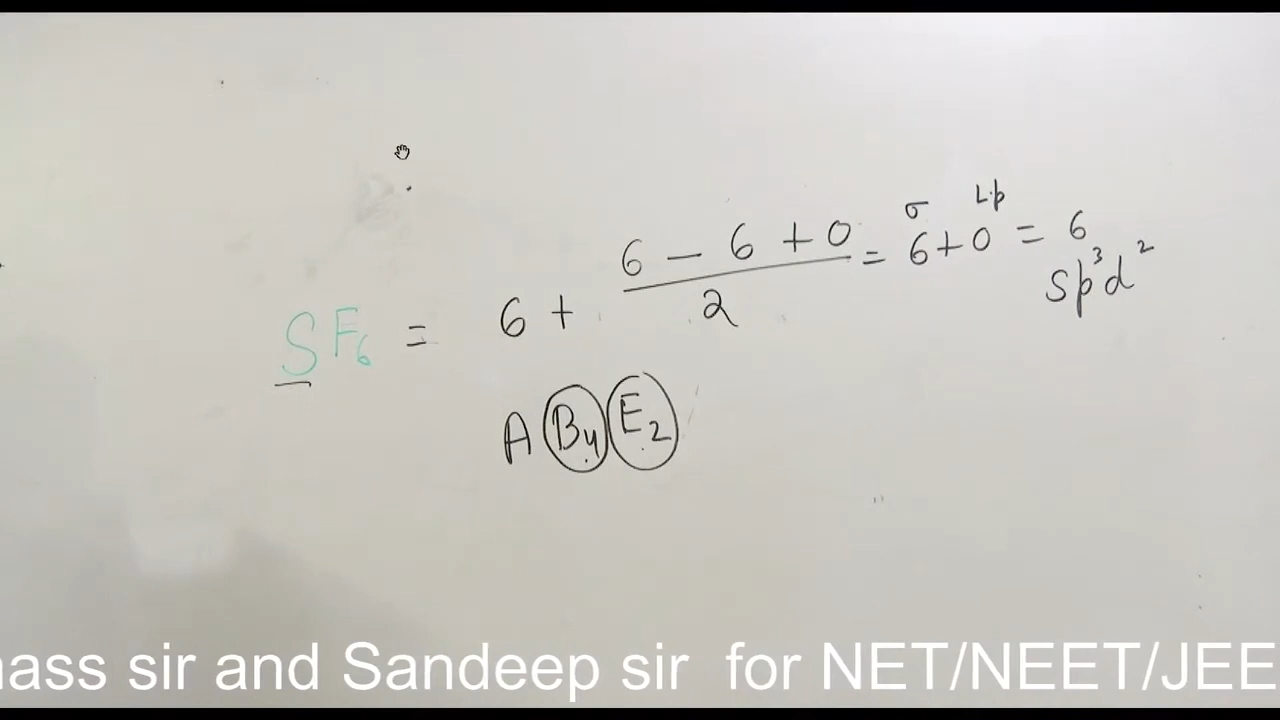 σ L.p
SF₆ = 6 + (6 - 6 + 0)/2 = 6 + 0 = 6
sp³d²
A B₄ E₂
mass sir and Sandeep sir for NET/NEET/JEE